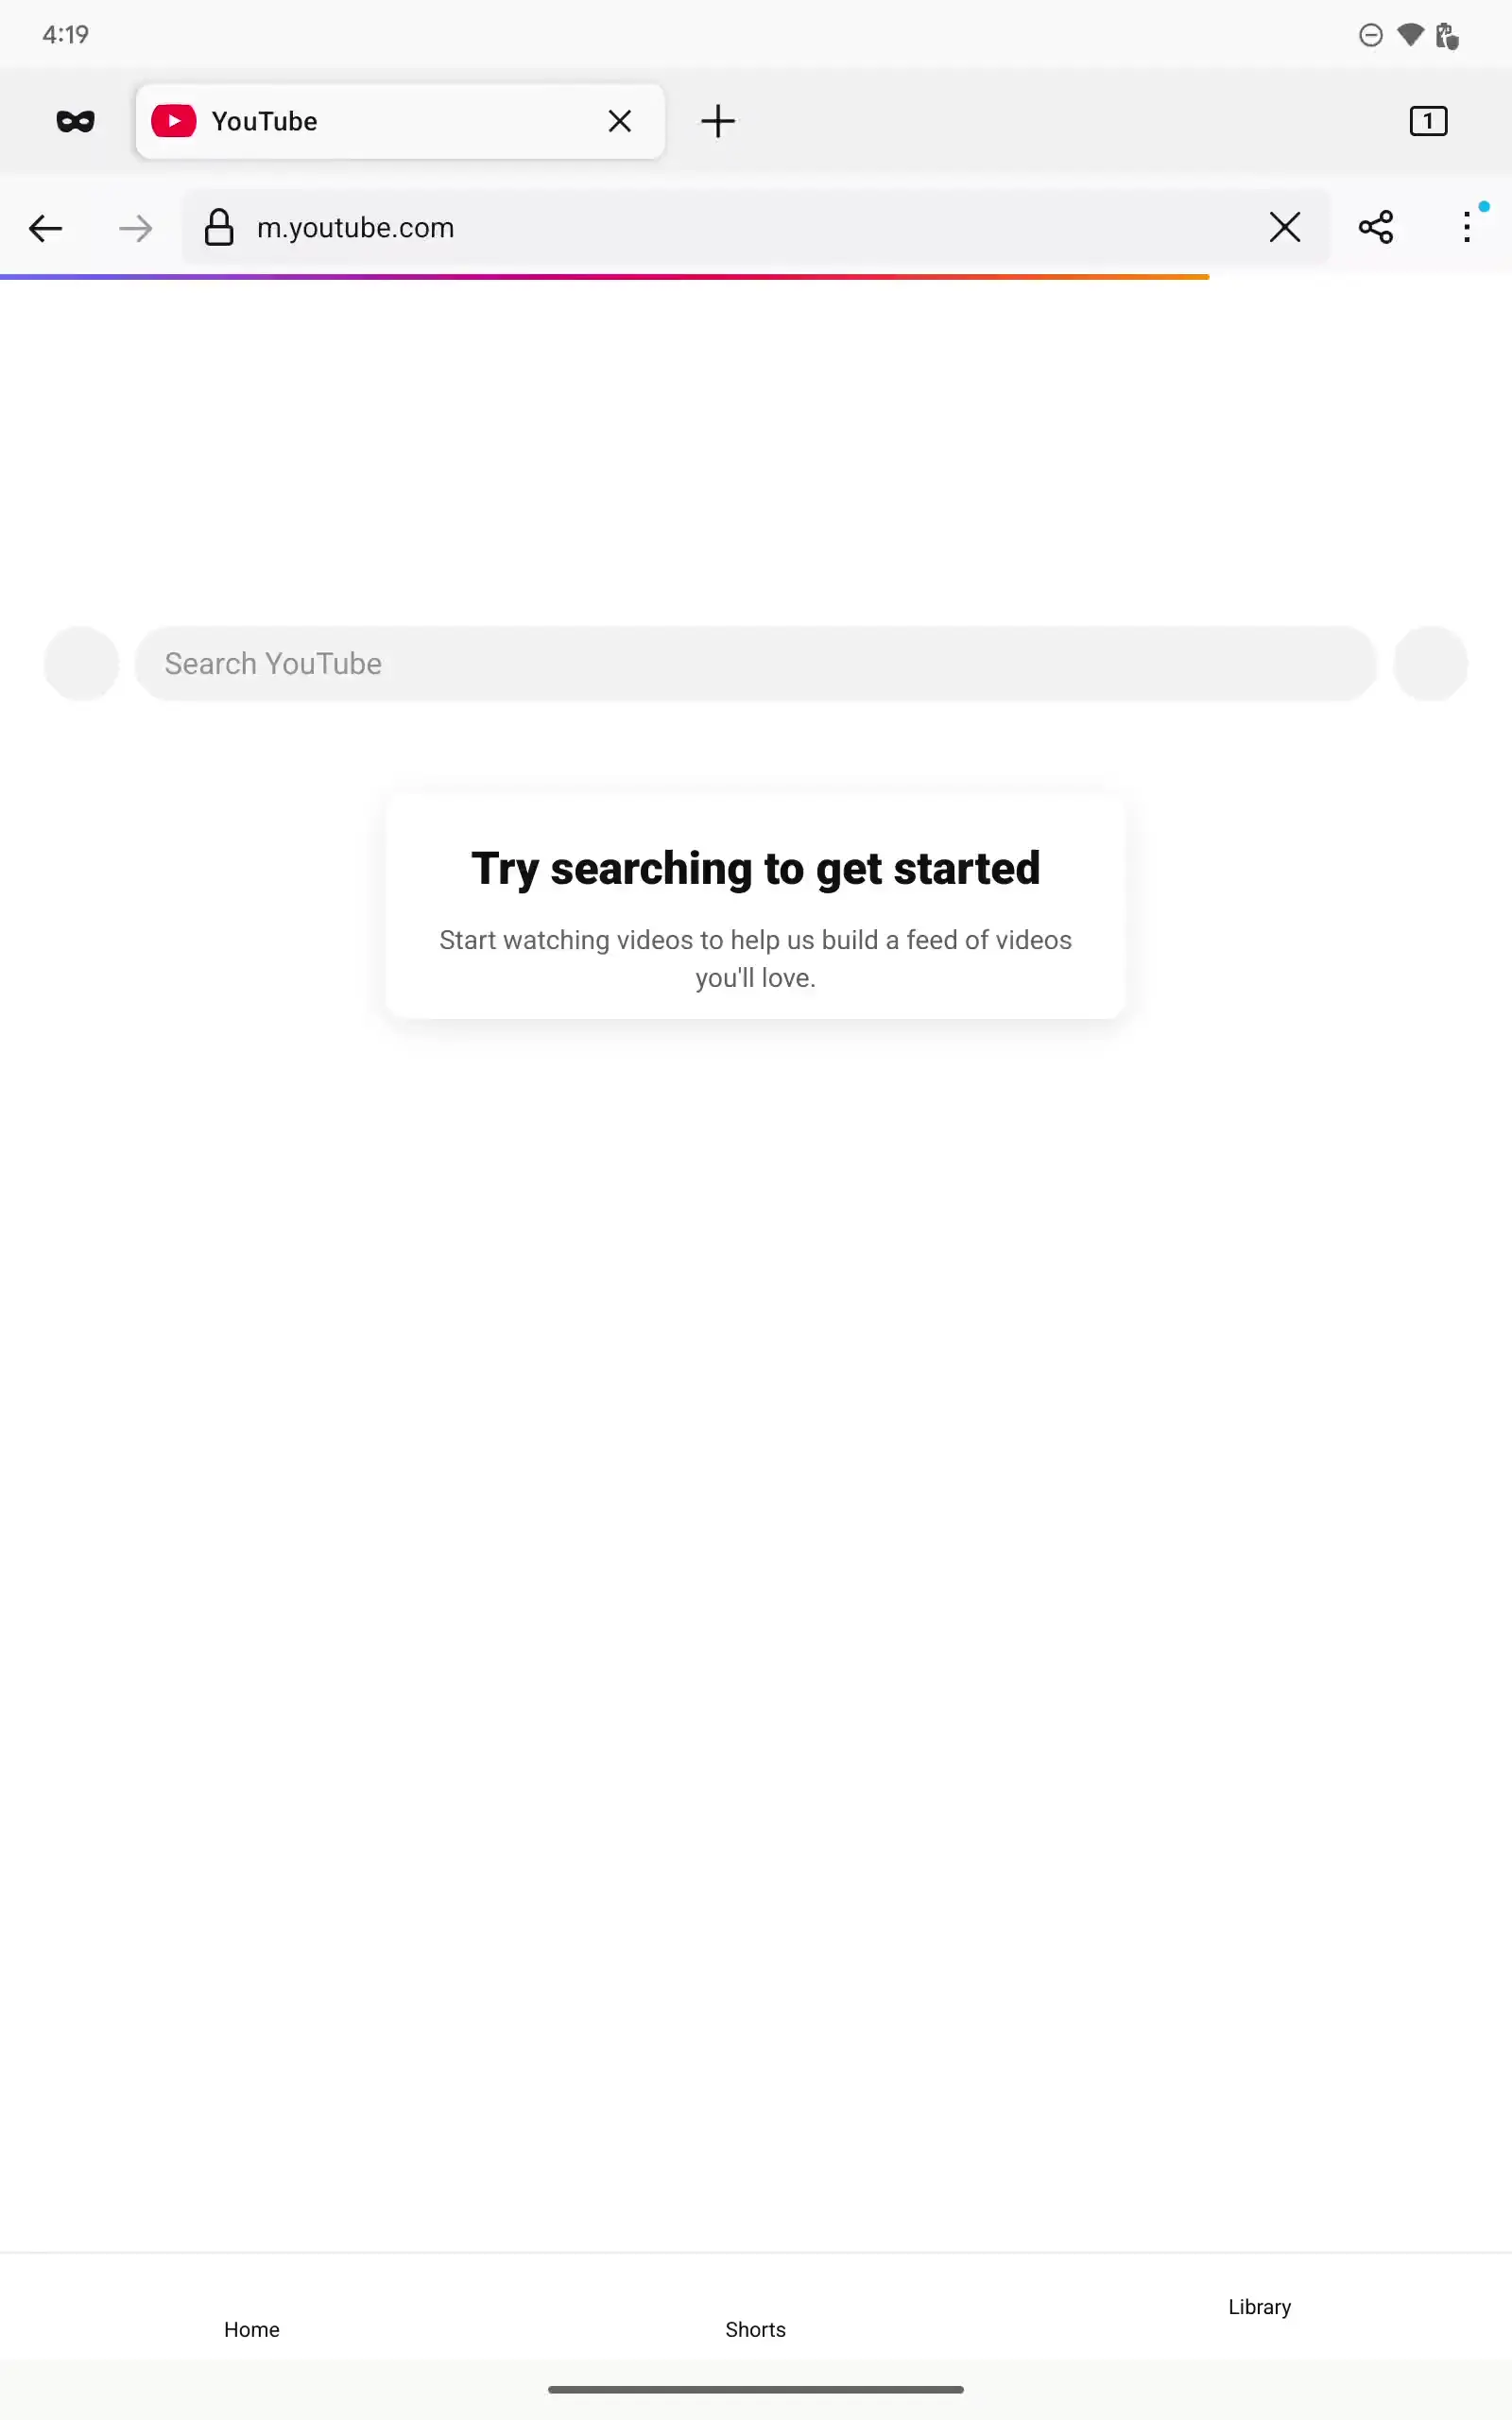 4:19
YouTube
1
m.youtube.com
Search YouTube
Try searching to get started
Start watching videos to help us build a feed of videos
you'll love.
Home
Shorts
Library